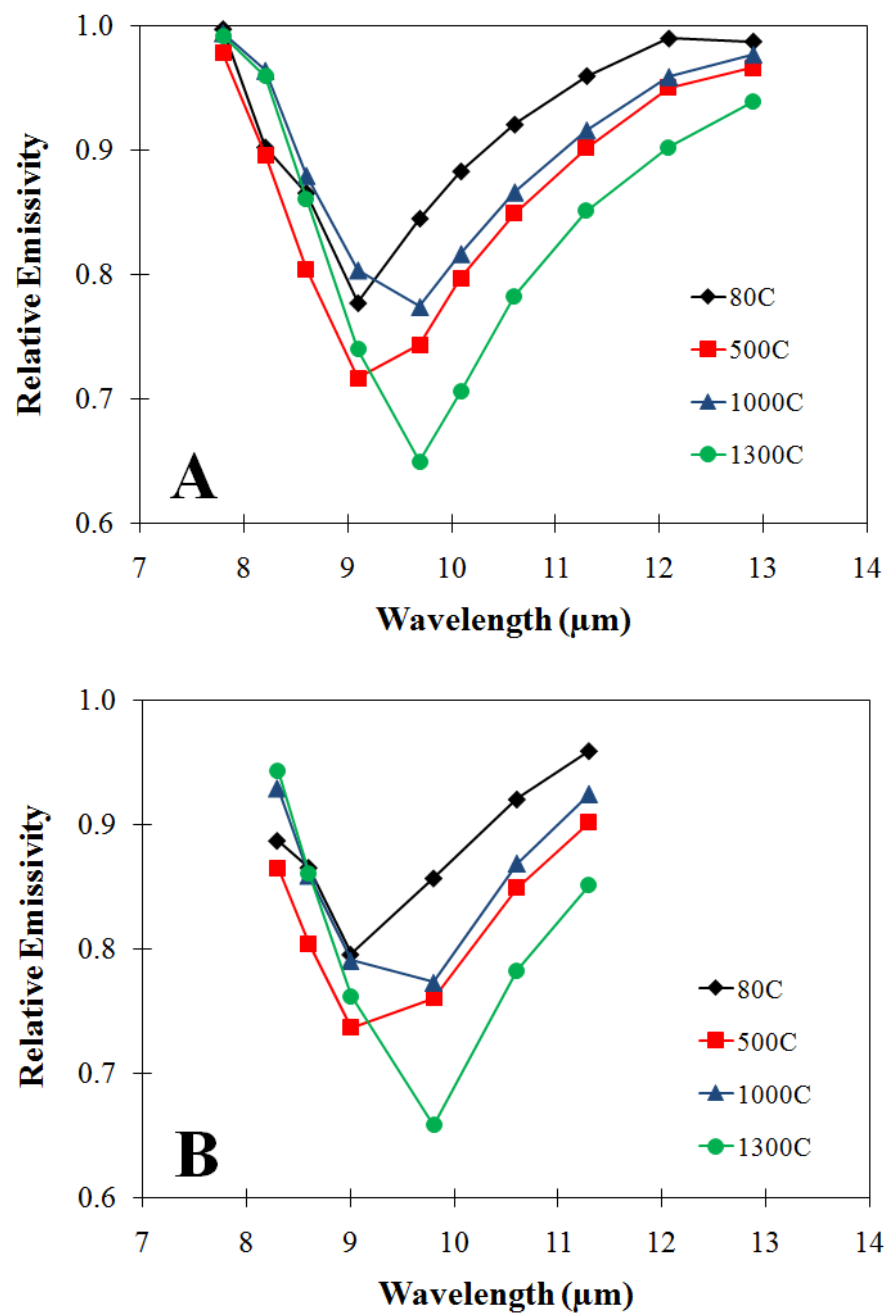 1.0
0.9
0.8
0.7
0.6
Relative Emissivity
80C
500C
1000C
1300C
A
7 8 9 10 11 12 13 14
Wavelength (µm)
1.0
0.9
0.8
0.7
0.6
Relative Emissivity
80C
500C
1000C
1300C
B
7 8 9 10 11 12 13 14
Wavelength (µm)